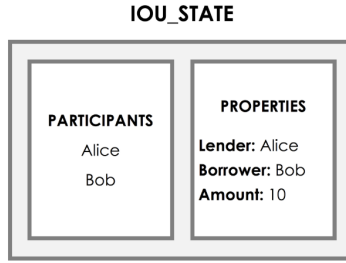 IOU_STATE
PARTICIPANTS
Alice
Bob
PROPERTIES
Lender: Alice
Borrower: Bob
Amount: 10